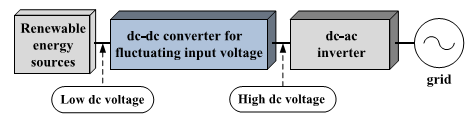 Renewable
energy
sources
dc-dc converter for
fluctuating input voltage
dc-ac
inverter
grid
Low dc voltage
High dc voltage